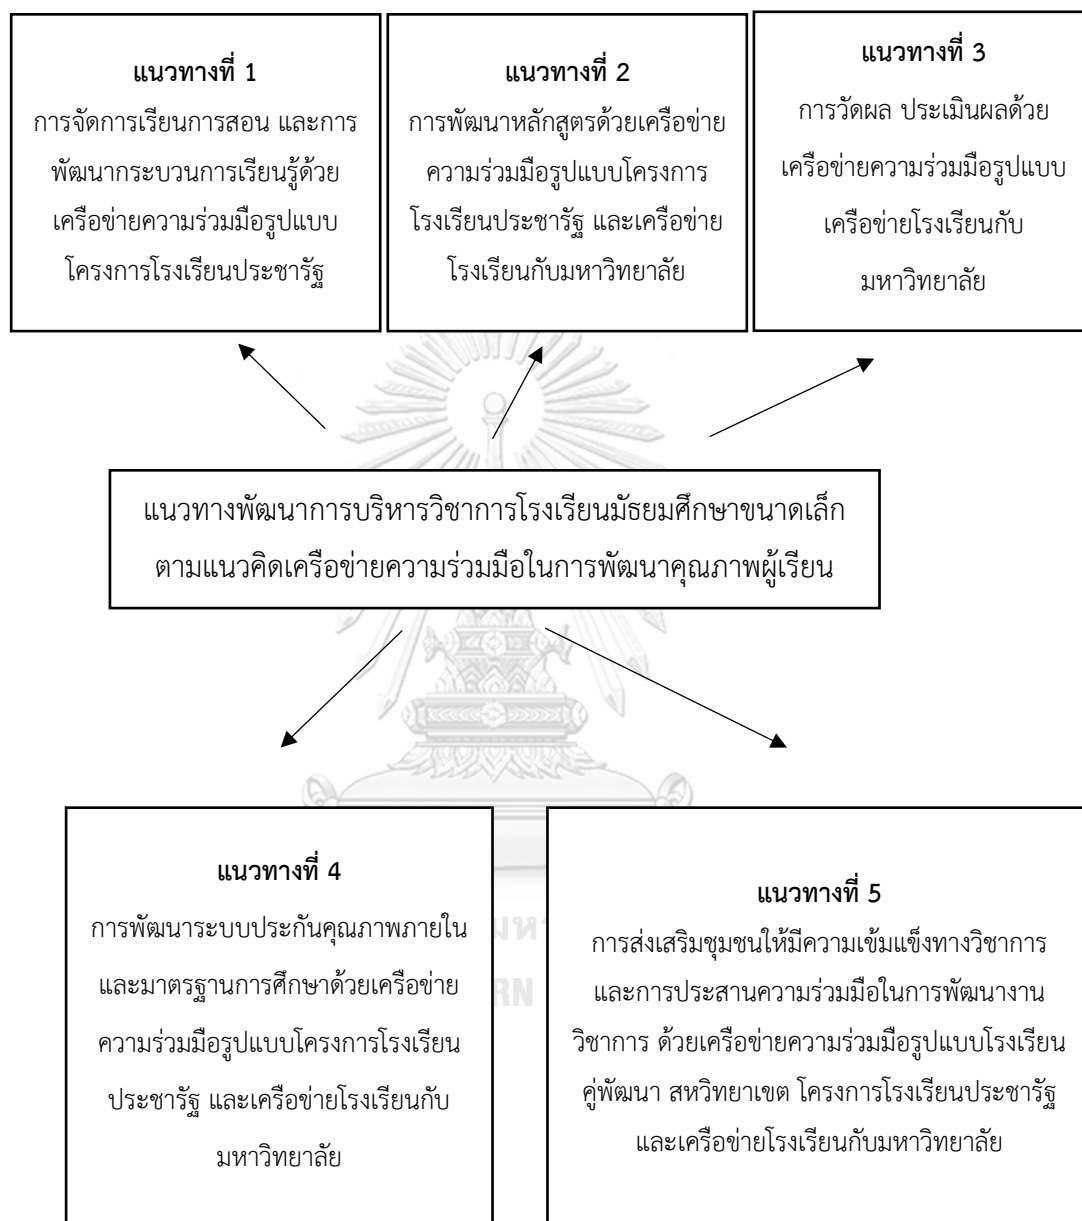 แนวทางที่ 1
การจัดการเรียนการสอน และการ
พัฒนากระบวนการเรียนรู้ด้วย
เครือข่ายความร่วมมือรูปแบบ
โครงการโรงเรียนประชารัฐ
แนวทางที่ 2
การพัฒนาหลักสูตรด้วยเครือข่าย
ความร่วมมือรูปแบบโครงการ
โรงเรียนประชารัฐ และเครือข่าย
โรงเรียนกับมหาวิทยาลัย
แนวทางที่ 3
การวัดผล ประเมินผลด้วย
เครือข่ายความร่วมมือรูปแบบ
เครือข่ายโรงเรียนกับ
มหาวิทยาลัย
แนวทางพัฒนาการบริหารวิชาการโรงเรียนมัธยมศึกษาขนาดเล็ก
ตามแนวคิดเครือข่ายความร่วมมือในการพัฒนาคุณภาพผู้เรียน
แนวทางที่ 4
การพัฒนาระบบประกันคุณภาพภายใน
และมาตรฐานการศึกษาด้วยเครือข่าย
ความร่วมมือรูปแบบโครงการโรงเรียน
ประชารัฐ และเครือข่ายโรงเรียนกับ
มหาวิทยาลัย
แนวทางที่ 5
การส่งเสริมชุมชนให้มีความเข้มแข็งทางวิชาการ
และการประสานความร่วมมือในการพัฒนางาน
วิชาการ ด้วยเครือข่ายความร่วมมือรูปแบบโรงเรียน
คู่พัฒนา สหวิทยาเขต โครงการโรงเรียนประชารัฐ
และเครือข่ายโรงเรียนกับมหาวิทยาลัย